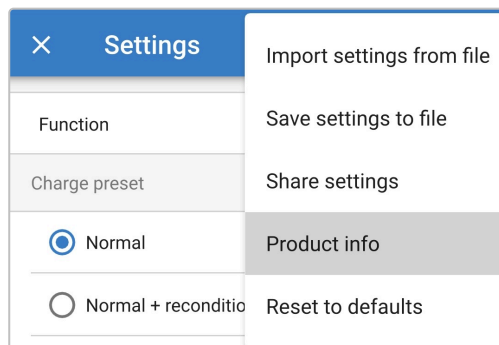 Settings
Import settings from file
Save settings to file
Function
Share settings
Charge preset
Product info
Normal
Reset to defaults
Normal + reconditio